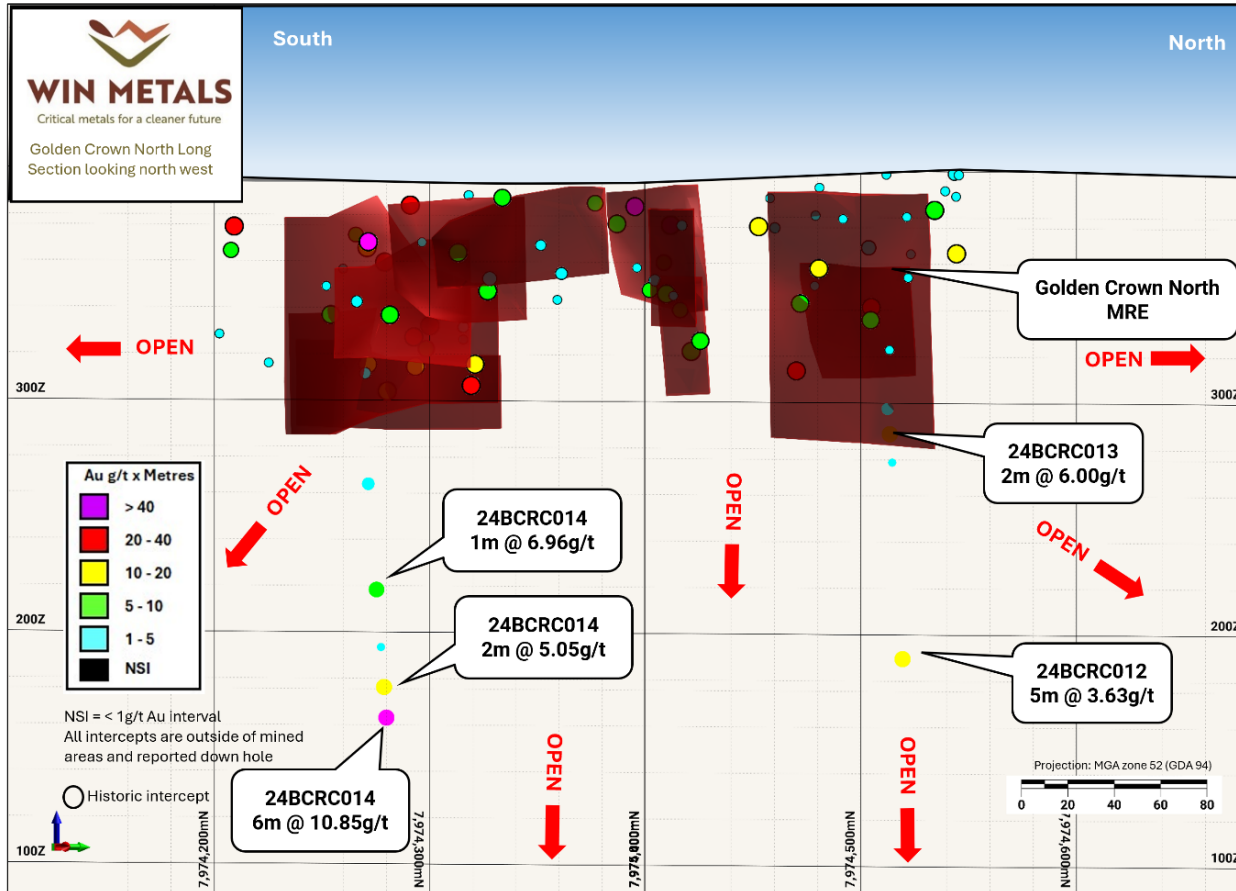 South
North
WIN METALS
Critical metals for a cleaner future
Golden Crown North Long
Section looking north west
Golden Crown North
MRE
OPEN
OPEN
300Z
300Z
24BCRC013
2m @ 6.00g/t
Au g/t x Metres
> 40
20 - 40
10 - 20
5 - 10
1 - 5
NSI
OPEN
24BCRC014
1m @ 6.96g/t
OPEN
OPEN
200Z
200Z
24BCRC014
2m @ 5.05g/t
24BCRC012
5m @ 3.63g/t
NSI = < 1g/t Au interval
All intercepts are outside of mined
areas and reported down hole
Historic intercept
24BCRC014
6m @ 10.85g/t
OPEN
OPEN
Projection: MGA zone 52 (GDA 94)
0 20 40 60 80
100Z
100Z
7,974,200mN
7,974,300mN
7,974,500mN
7,974,600mN